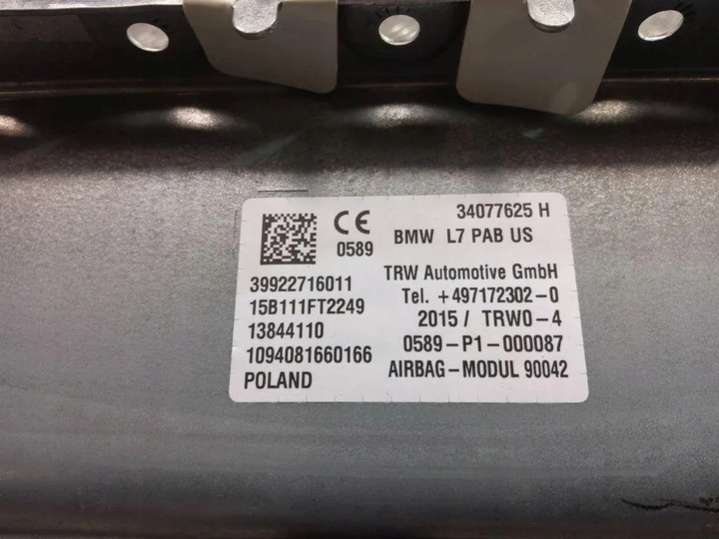 CE 34077625 H
0589 BMW L7 PAB US
39922716011 TRW Automotive GmbH
15B111FT2249 Tel. +497172302-0
13844110 2015 / TRW0-4
1094081660166 0589-P1-000087
POLAND AIRBAG-MODUL 90042